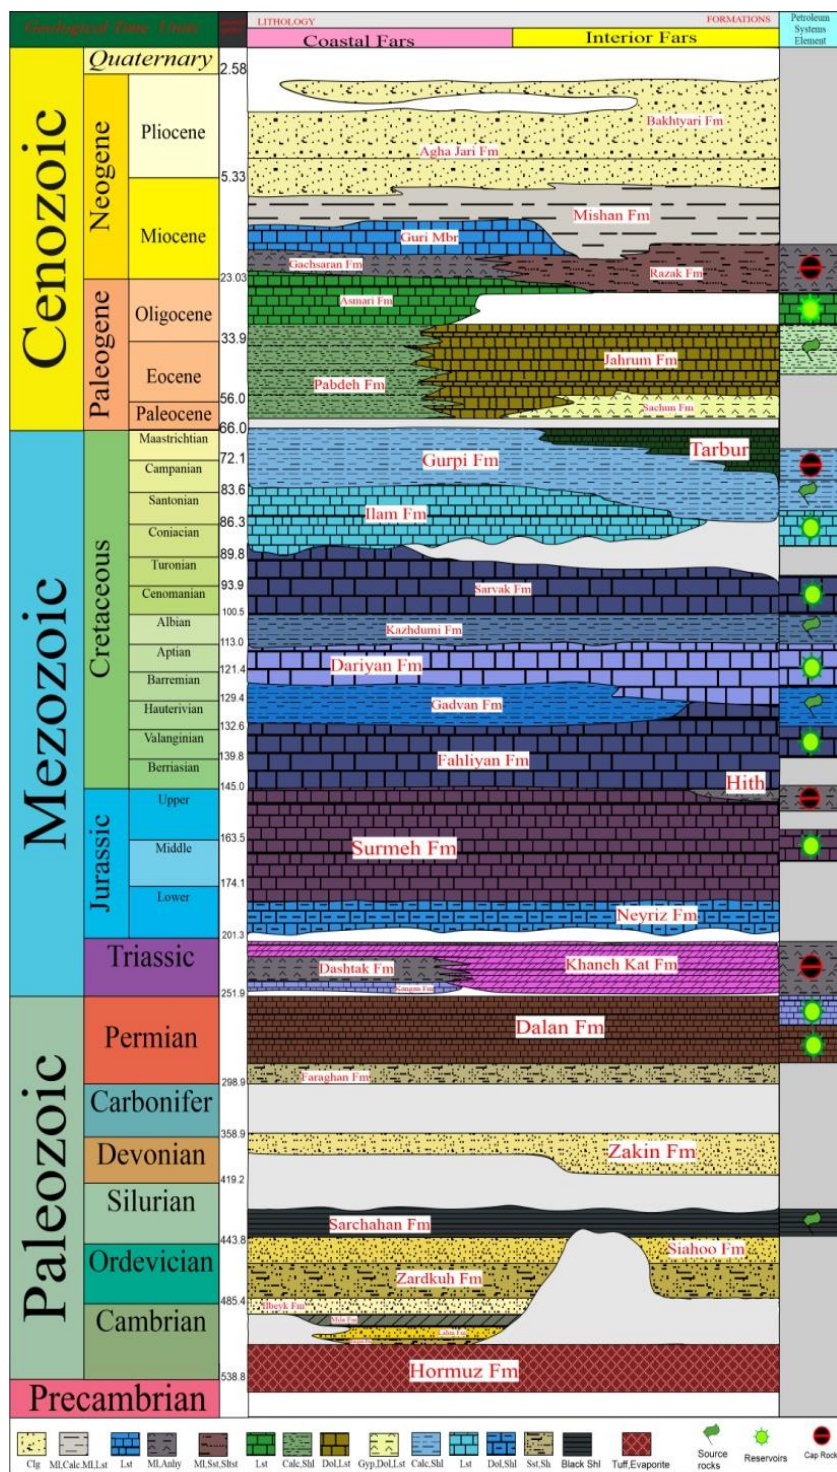 Geological Time Units
LITHOLOGY
FORMATIONS
Petroleum
Systems
Element
Coastal Fars
Interior Fars
Cenozoic
Quaternary
2.58
Neogene
Pliocene
Bakhtyari Fm
Agha Jari Fm
5.33
Miocene
Mishan Fm
Guri Mbr
Gachsaran Fm
Razak Fm
23.03
Paleogene
Oligocene
Asmari Fm
33.9
Eocene
Jahrum Fm
Pabdeh Fm
56.0
Paleocene
Sachun Fm
66.0
Mezozoic
Cretaceous
Maastrichtian
Tarbur
72.1
Gurpi Fm
Campanian
83.6
Santonian
Ilam Fm
86.3
Coniacian
89.8
Turonian
93.9
Sarvak Fm
Cenomanian
100.5
Albian
Kazhdumi Fm
113.0
Aptian
Dariyan Fm
121.4
Barremian
129.4
Hauterivian
Gadvan Fm
132.6
Valanginian
139.8
Fahliyan Fm
Berriasian
145.0
Hith
Jurassic
Upper
163.5
Middle
Surmeh Fm
174.1
Lower
Neyriz Fm
201.3
Triassic
Dashtak Fm
Khaneh Kat Fm
Kangan Fm
251.9
Paleozoic
Permian
Dalan Fm
Faraghan Fm
298.9
Carbonifer
358.9
Devonian
Zakin Fm
419.2
Silurian
Sarchahan Fm
443.8
Ordevician
Siahoo Fm
Zardkuh Fm
485.4
Ilbeyk Fm
Cambrian
Mila Fm
Lalun Fm
538.8
Hormuz Fm
Precambrian
Clg
Ml,Calc.Ml,Lst
Lst
Ml,Anhy
Ml,Sst,Sltst
Lst
Calc,Shl
Dol,Lst
Gyp,Dol,Lst
Calc,Shl
Lst
Dol,Shl
Sst,Sh
Black Shl
Tuff,Evaporite
Source
rocks
Reservoirs
Cap Rock